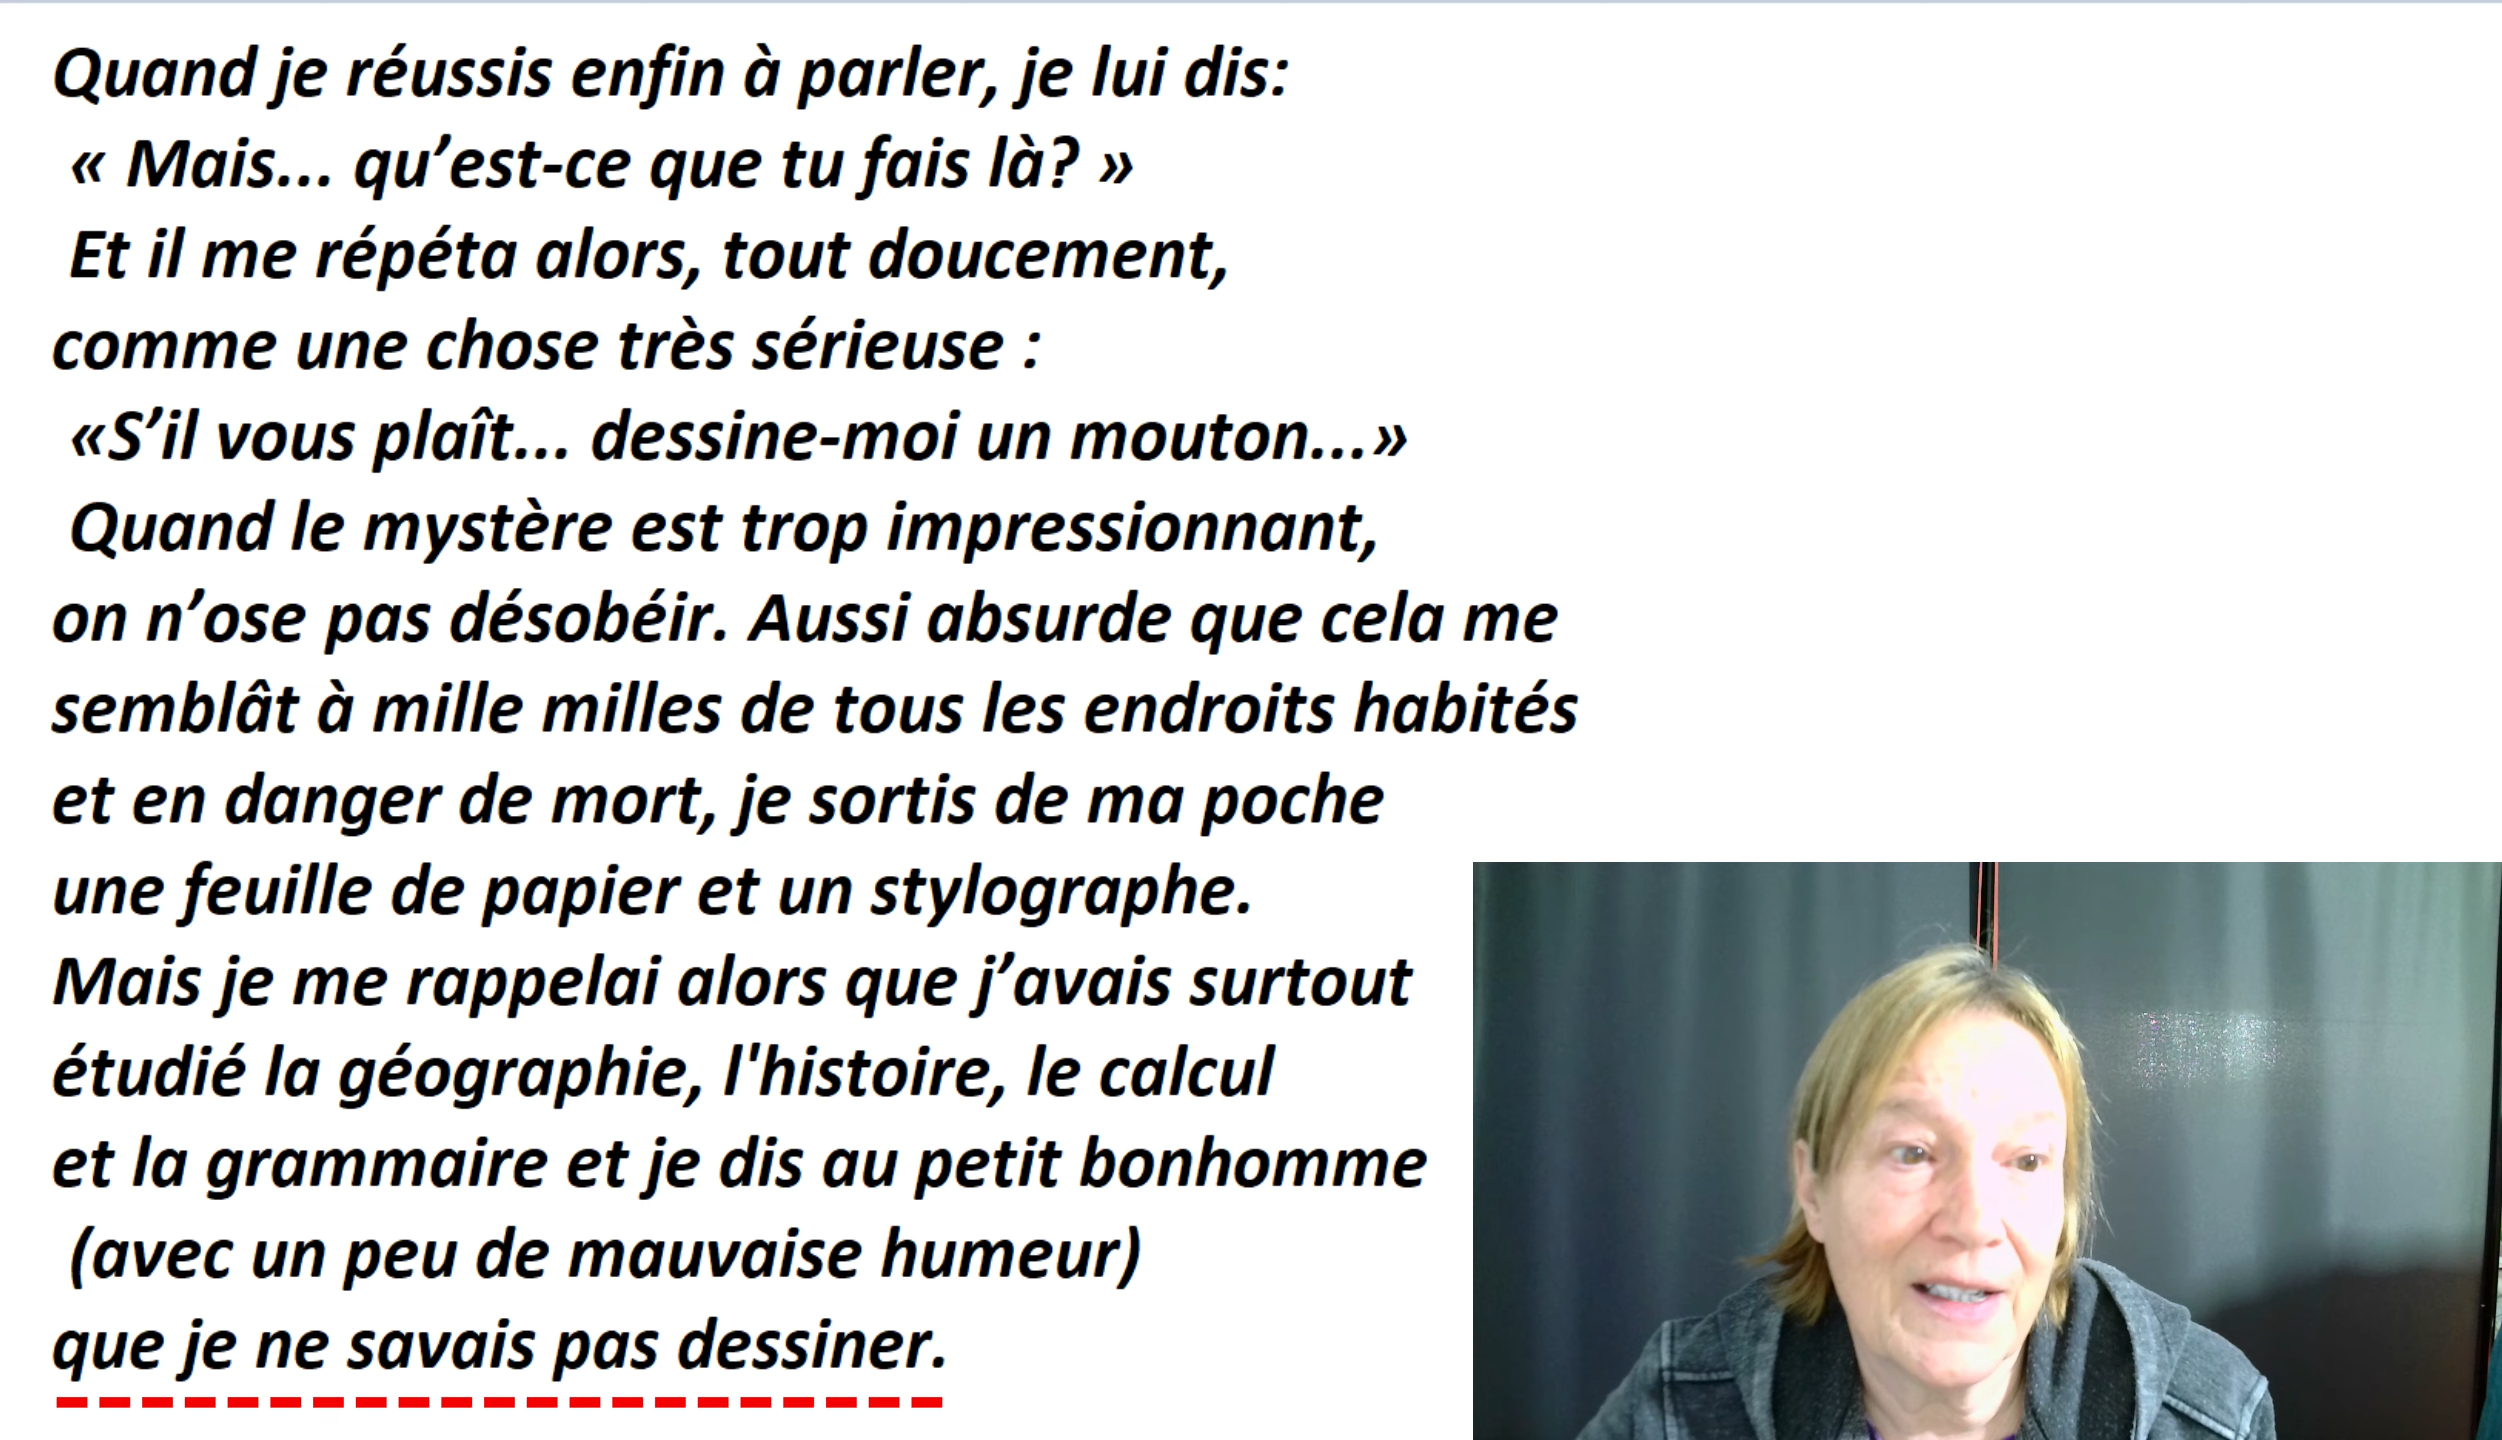 Quand je réussis enfin à parler, je lui dis:
« Mais... qu’est-ce que tu fais là? »
Et il me répéta alors, tout doucement,
comme une chose très sérieuse :
«S’il vous plaît... dessine-moi un mouton...»
Quand le mystère est trop impressionnant,
on n’ose pas désobéir. Aussi absurde que cela me
semblât à mille milles de tous les endroits habités
et en danger de mort, je sortis de ma poche
une feuille de papier et un stylographe.
Mais je me rappelai alors que j’avais surtout
étudié la géographie, l'histoire, le calcul
et la grammaire et je dis au petit bonhomme
(avec un peu de mauvaise humeur)
que je ne savais pas dessiner.